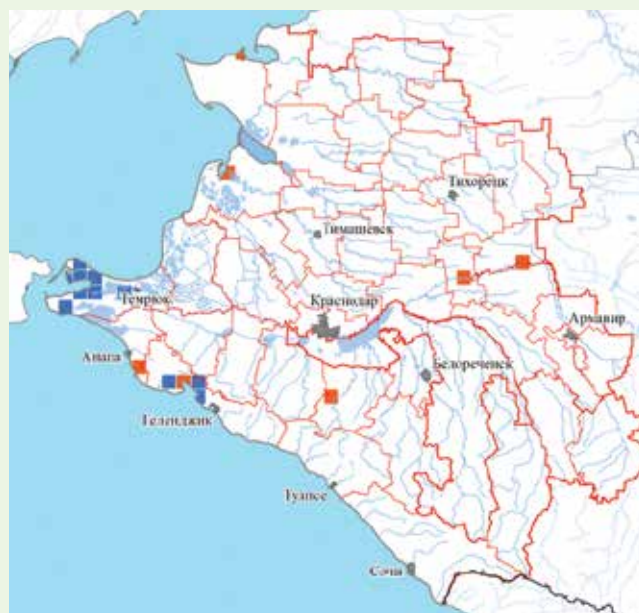 Тихорецк
Тимашевск
Темрюк
Краснодар
Армавир
Анапа
Белореченск
Геленджик
Туапсе
Сочи